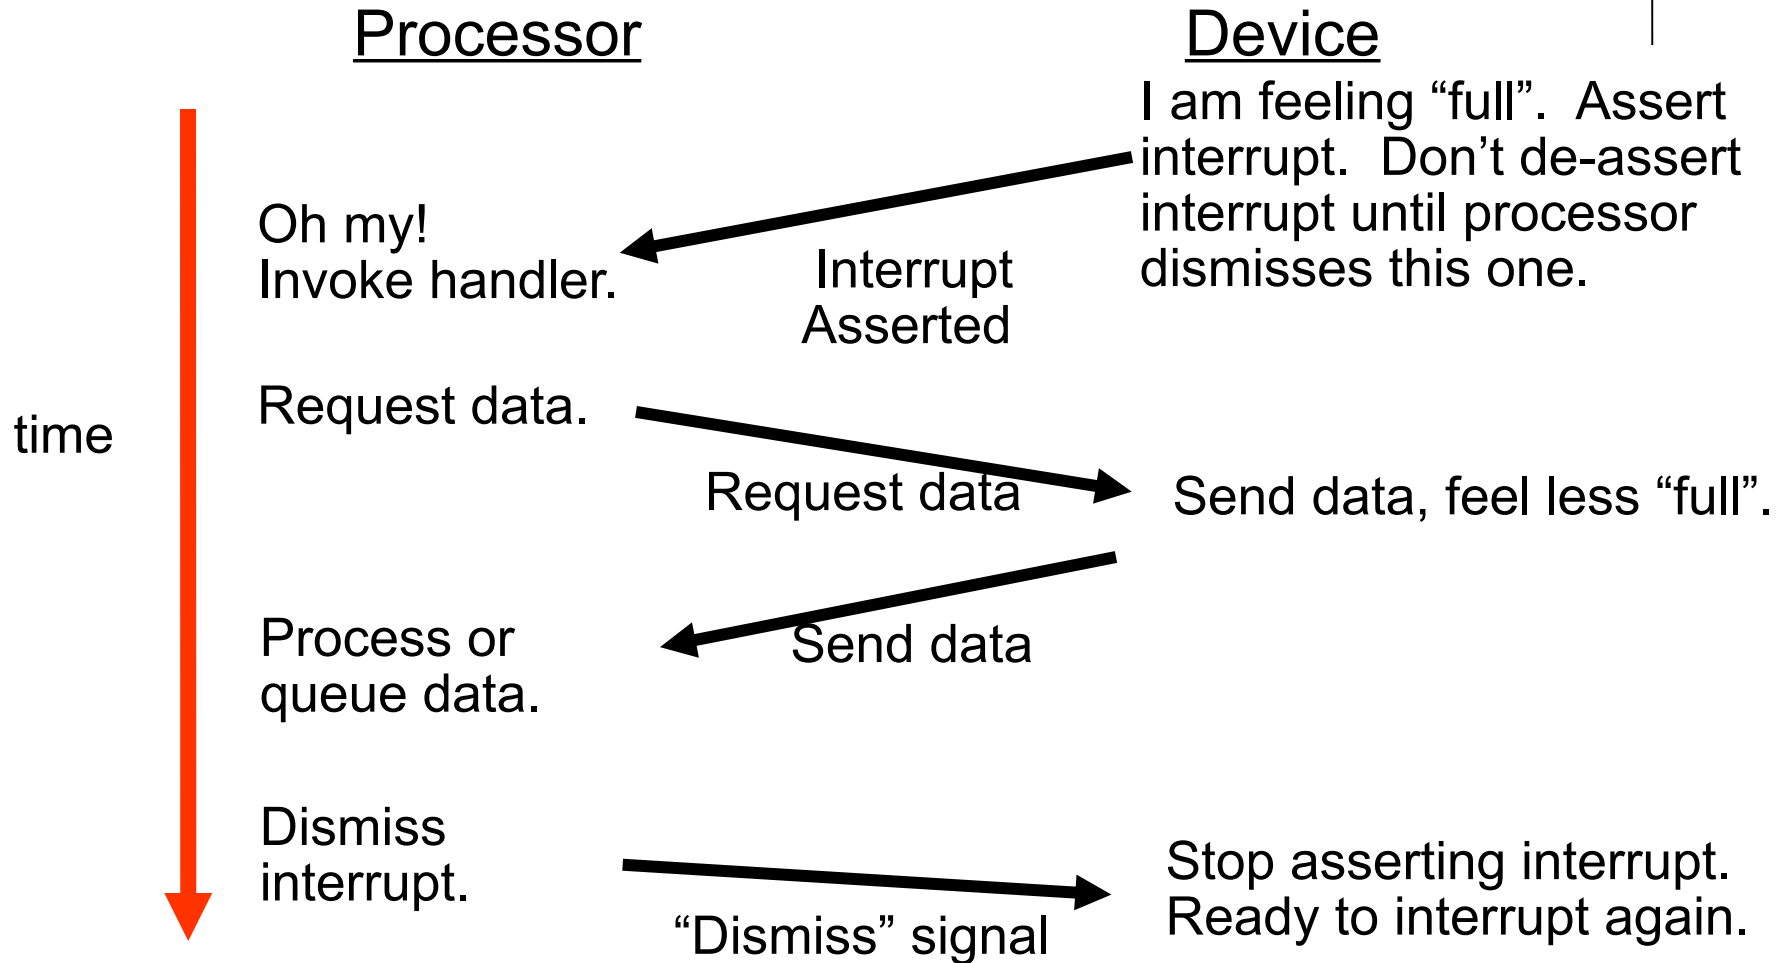 Processor
Device
I am feeling “full”.  Assert
interrupt.  Don’t de-assert
interrupt until processor
dismisses this one.
Oh my!
Invoke handler.
Interrupt
Asserted
time
Request data.
Request data
Send data, feel less “full”.
Process or
queue data.
Send data
Dismiss
interrupt.
“Dismiss” signal
Stop asserting interrupt.
Ready to interrupt again.